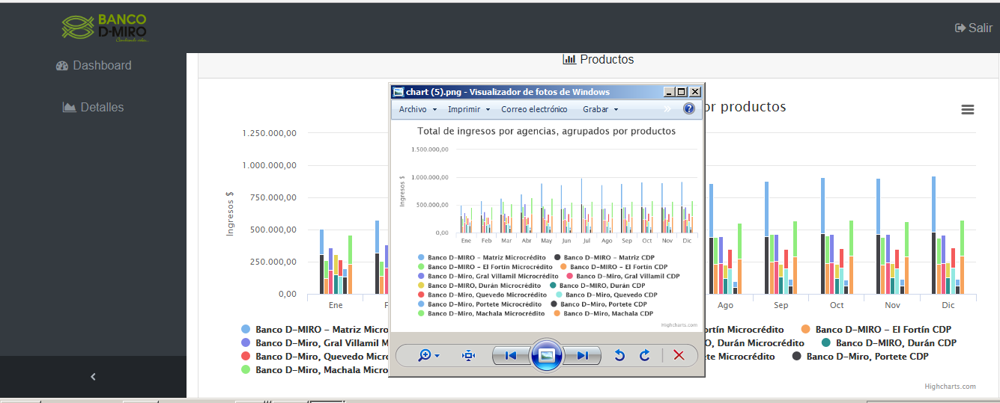 BANCO
D-MIRO
Salir
Dashboard
Detalles
Productos
chart (5).png - Visualizador de fotos de Windows
Archivo Imprimir Correo electrónico Grabar »
Total de ingresos por agencias, agrupados por productos
1.500.000,00
1.000.000,00
500.000,00
0,00
Ingresos $
Ene Feb Mar Abr May Jun Jul Ago Sep Oct Nov Dic
Banco D-MIRO - Matriz Microcrédito Banco D-MIRO - Matriz CDP
Banco D-MIRO - El Fortín Microcrédito Banco D-MIRO - El Fortín CDP
Banco D-Miro, Gral Villamil Microcrédito Banco D-Miro, Gral Villamil CDP
Banco D-MIRO, Durán Microcrédito Banco D-MIRO, Durán CDP
Banco D-Miro, Quevedo Microcrédito Banco D-Miro, Quevedo CDP
Banco D-Miro, Portete Microcrédito Banco D-Miro, Portete CDP
Banco D-Miro, Machala Microcrédito Banco D-Miro, Machala CDP
Highcharts.com
or productos
1.250.000,00
1.000.000,00
750.000,00
500.000,00
250.000,00
0,00
Ingresos $
Ene F Ago Sep Oct Nov Dic
Banco D-MIRO - Matriz Micro ortín Microcrédito Banco D-MIRO - El Fortín CDP
Banco D-Miro, Gral Villamil M O, Durán Microcrédito Banco D-MIRO, Durán CDP
Banco D-Miro, Quevedo Micro te Microcrédito Banco D-Miro, Portete CDP
Banco D-Miro, Machala Micro
Highcharts.com